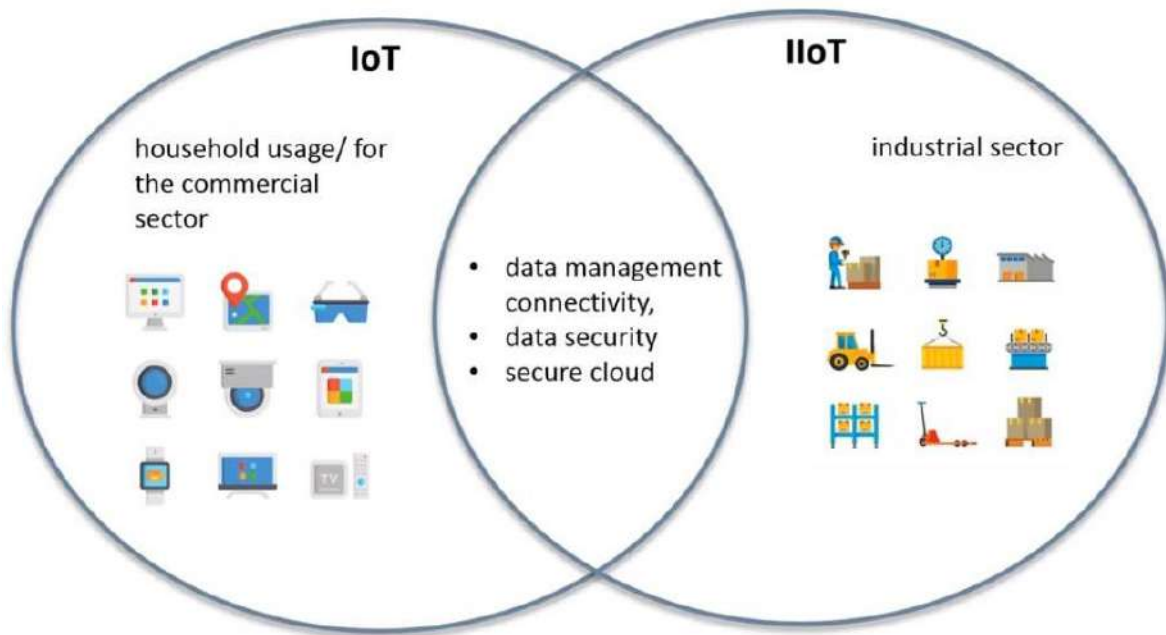 IoT
IIoT
household usage/ for
the commercial
sector
• data management
connectivity,
• data security
• secure cloud
industrial sector
TV